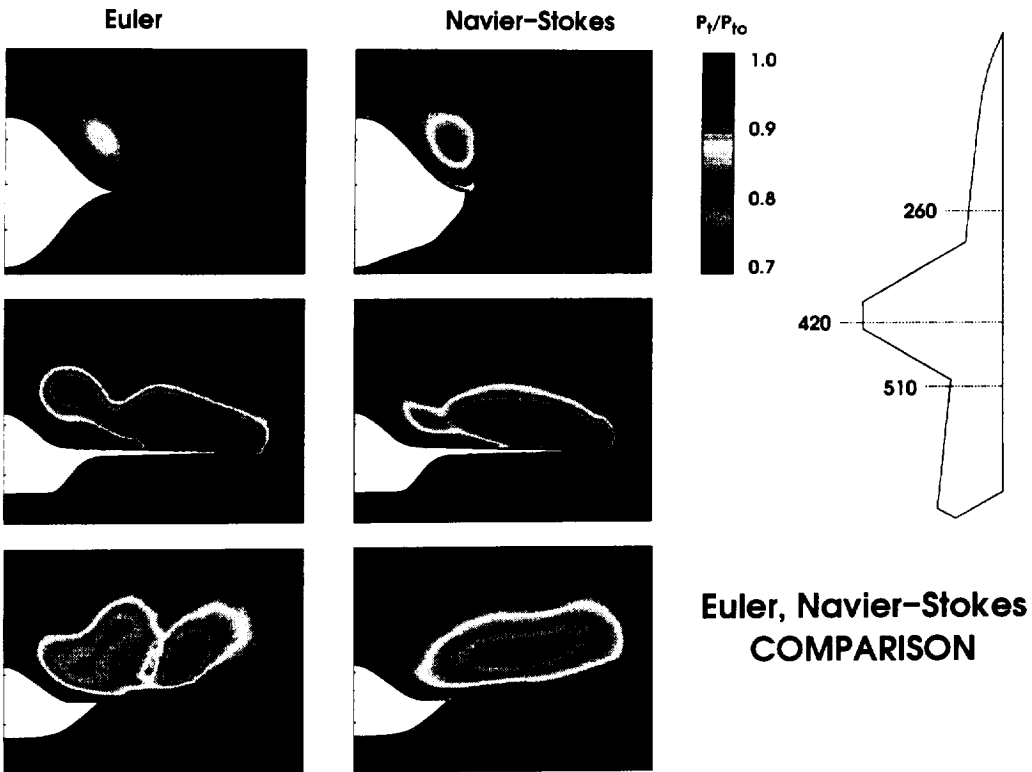 Euler
Navier–Stokes
Pt/Pto
1.0
0.9
0.8
0.7
260
420
510
Euler, Navier–Stokes
COMPARISON